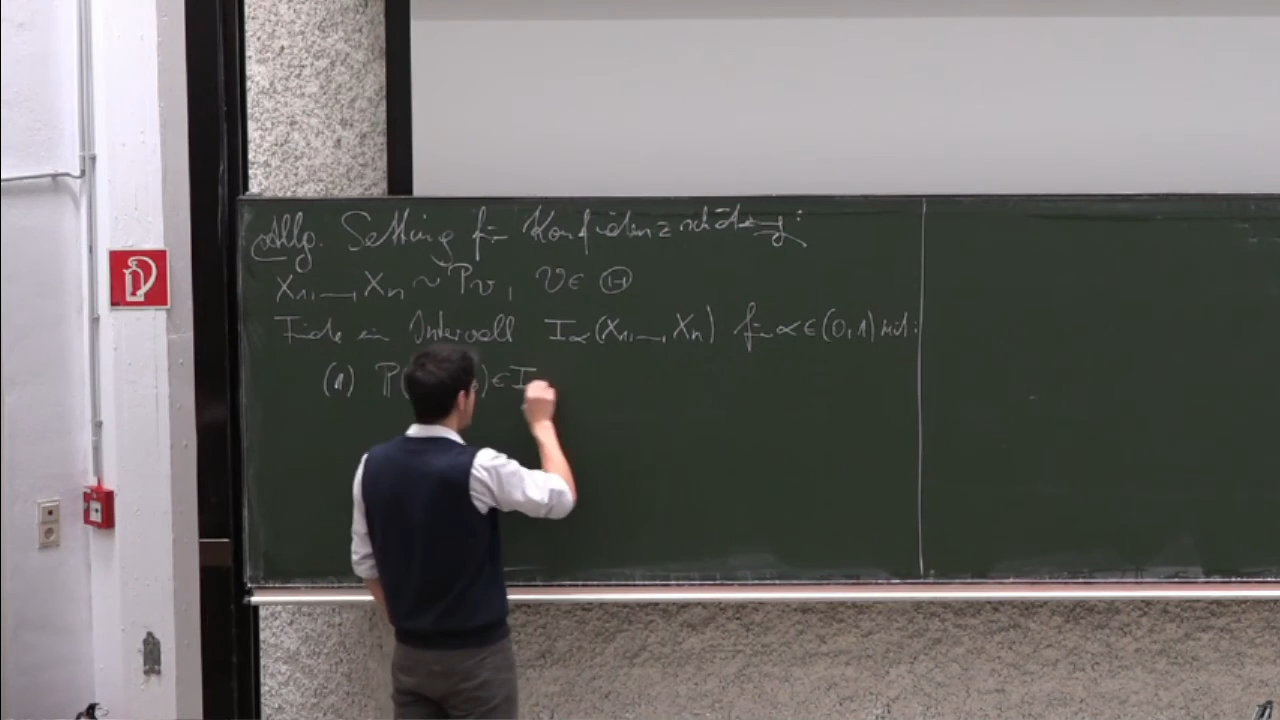 Allg. Setting für Konfidenzschätzung:
X₁, —, Xₙ ~ P_ϑ, ϑ ∈ Θ
Finde ein Intervall I_α(X₁, —, Xₙ) für α ∈ (0,1) mit:
(1) P( ) ∈ I